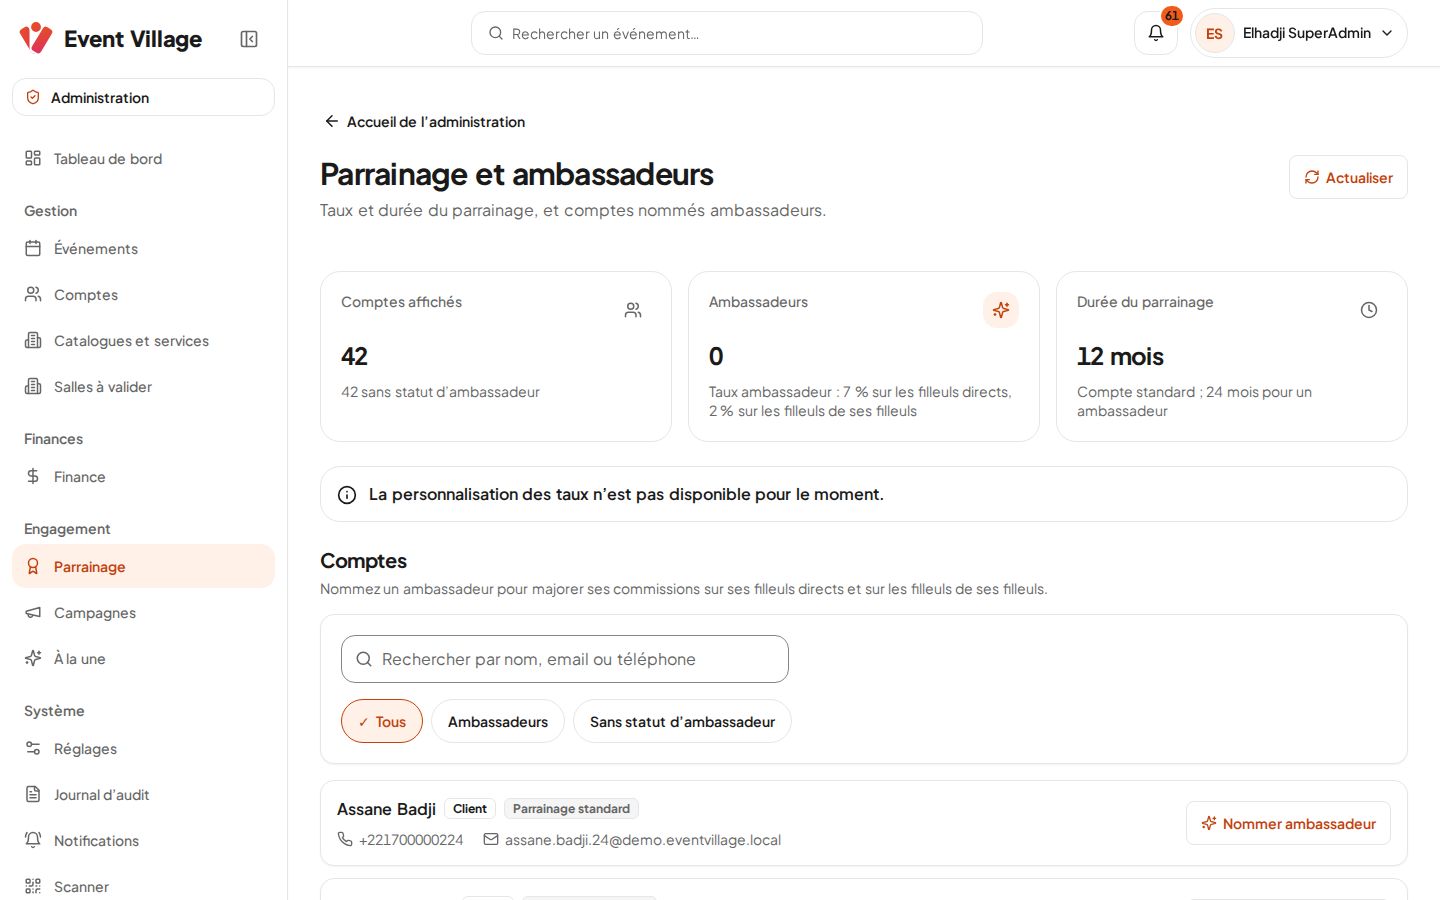 Event Village
Administration
Tableau de bord
Gestion
Événements
Comptes
Catalogues et services
Salles à valider
Finances
Finance
Engagement
Parrainage
Campagnes
À la une
Système
Réglages
Journal d’audit
Notifications
Scanner
Rechercher un événement…
61
ES
Elhadji SuperAdmin
Accueil de l’administration
Parrainage et ambassadeurs
Taux et durée du parrainage, et comptes nommés ambassadeurs.
Actualiser
Comptes affichés
42
42 sans statut d’ambassadeur
Ambassadeurs
0
Taux ambassadeur : 7 % sur les filleuls directs,
2 % sur les filleuls de ses filleuls
Durée du parrainage
12 mois
Compte standard ; 24 mois pour un
ambassadeur
La personnalisation des taux n’est pas disponible pour le moment.
Comptes
Nommez un ambassadeur pour majorer ses commissions sur ses filleuls directs et sur les filleuls de ses filleuls.
Rechercher par nom, email ou téléphone
✓ Tous
Ambassadeurs
Sans statut d’ambassadeur
Assane Badji
Client
Parrainage standard
+221700000224
assane.badji.24@demo.eventvillage.local
Nommer ambassadeur